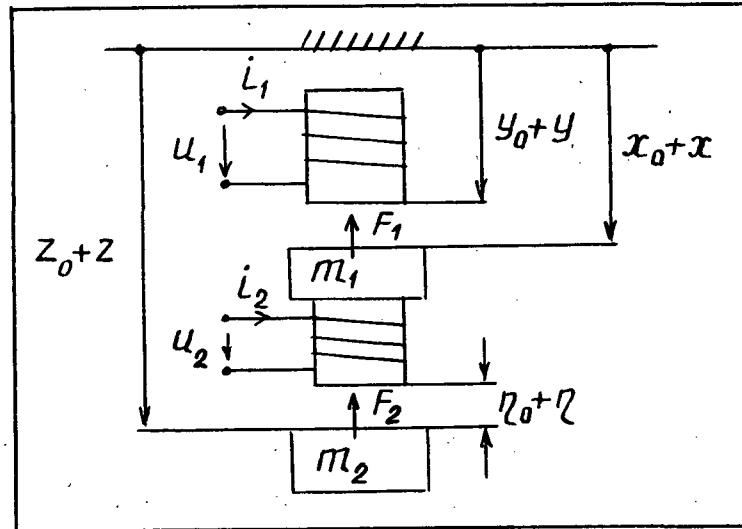 i₁
y₀+y
u₁
x₀+x
F₁
z₀+z
m₁
i₂
u₂
F₂
η₀+η
m₂